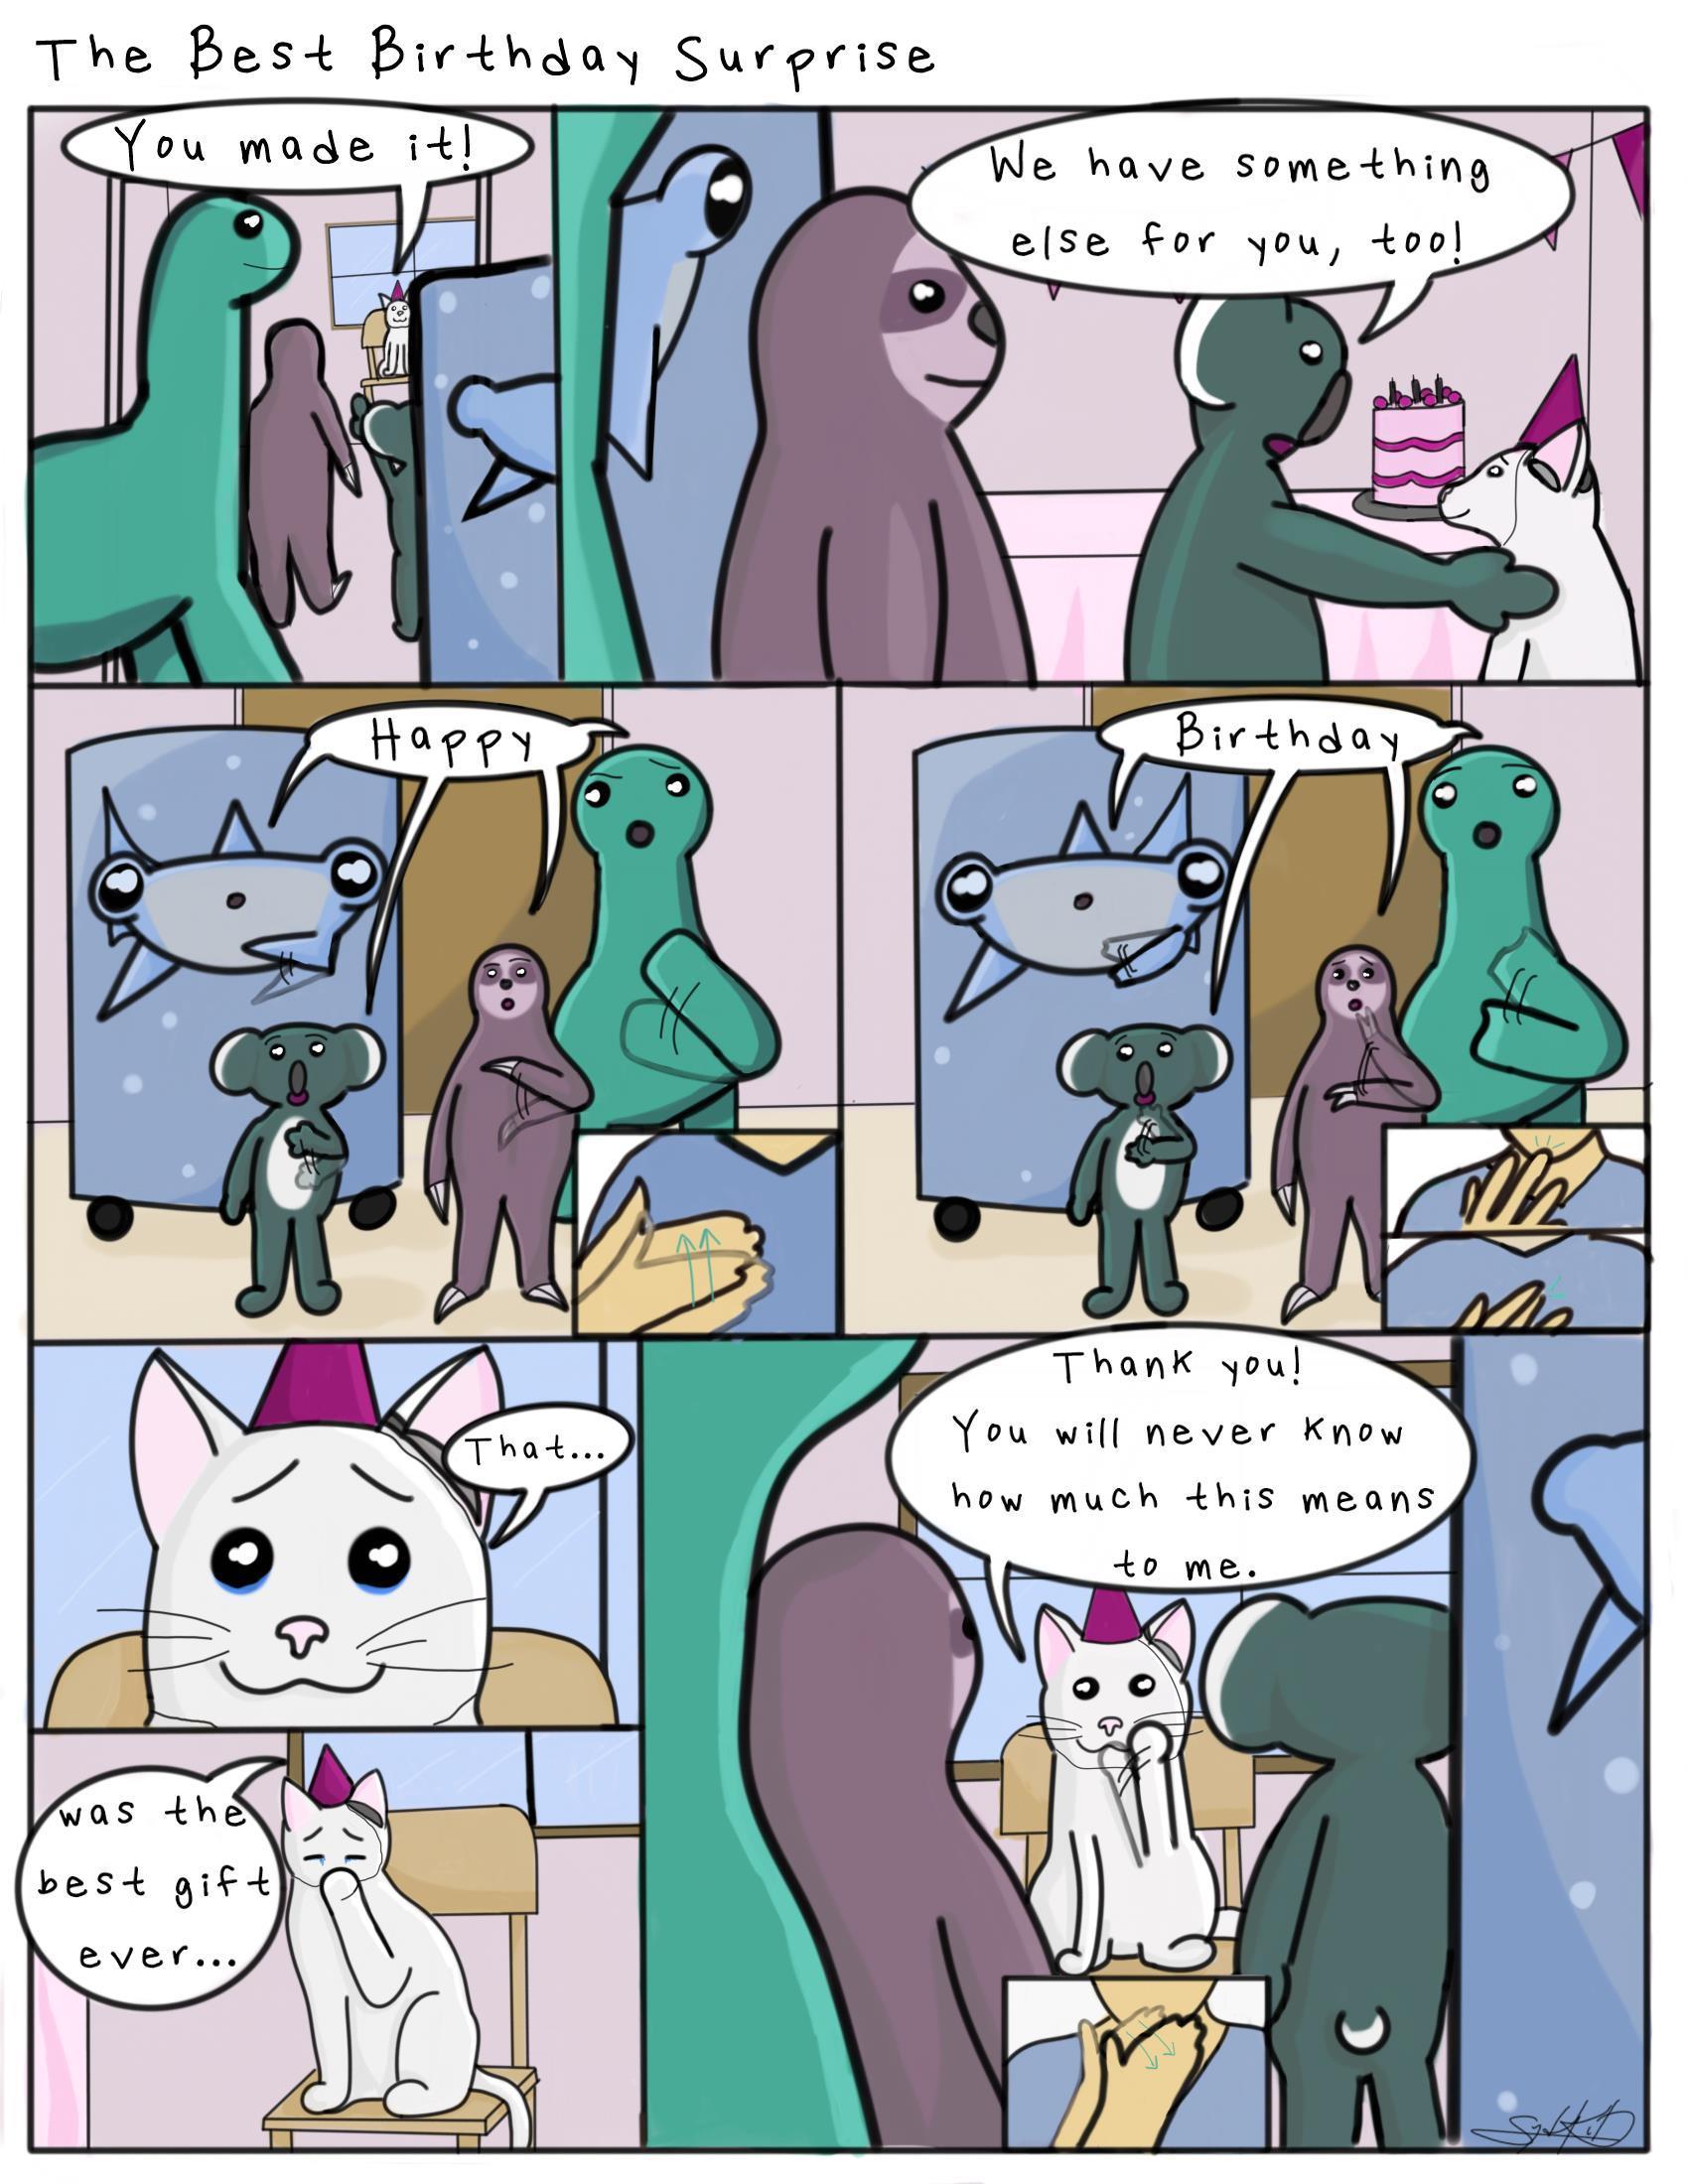 The Best Birthday Surprise
You made it!
We have something
else for you, too!
Happy
Birthday
That...
was the
best gift
ever...
Thank you!
You will never know
how much this means
to me.